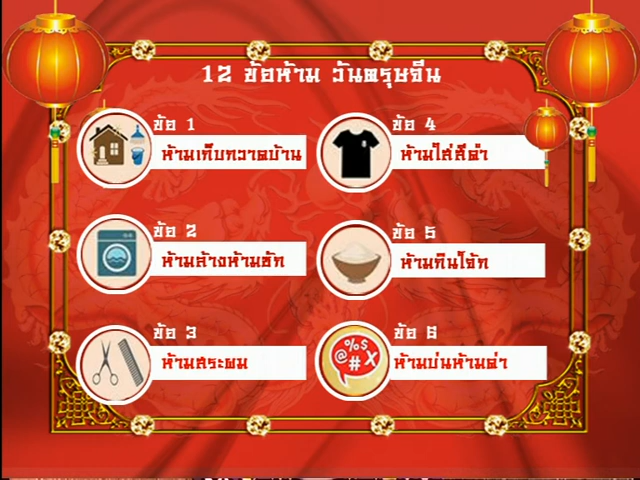 12 ข้อห้าม วันตรุษจีน
ข้อ 1
ห้ามเก็บกวาดบ้าน
ข้อ 2
ห้ามล้างห้ามซัก
ข้อ 3
ห้ามสระผม
ข้อ 4
ห้ามใส่สีดำ
ข้อ 5
ห้ามกินโจ๊ก
ข้อ 6
%$
@#X
ห้ามบ่นห้ามด่า